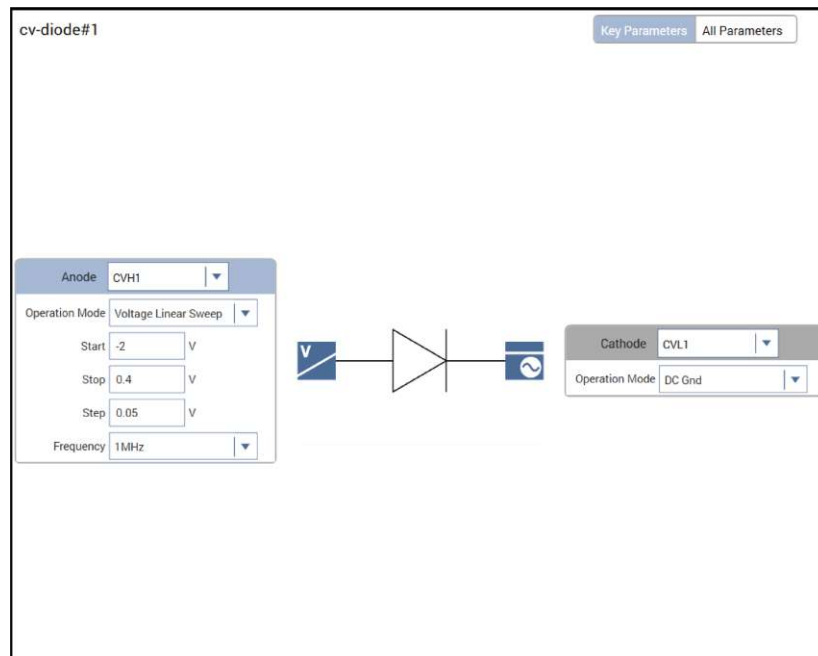 cv-diode#1
Key Parameters All Parameters
Anode CVH1
Operation Mode Voltage Linear Sweep
Start -2 V
Stop 0.4 V
Step 0.05 V
Frequency 1MHz
V
Cathode CVL1
Operation Mode DC Gnd